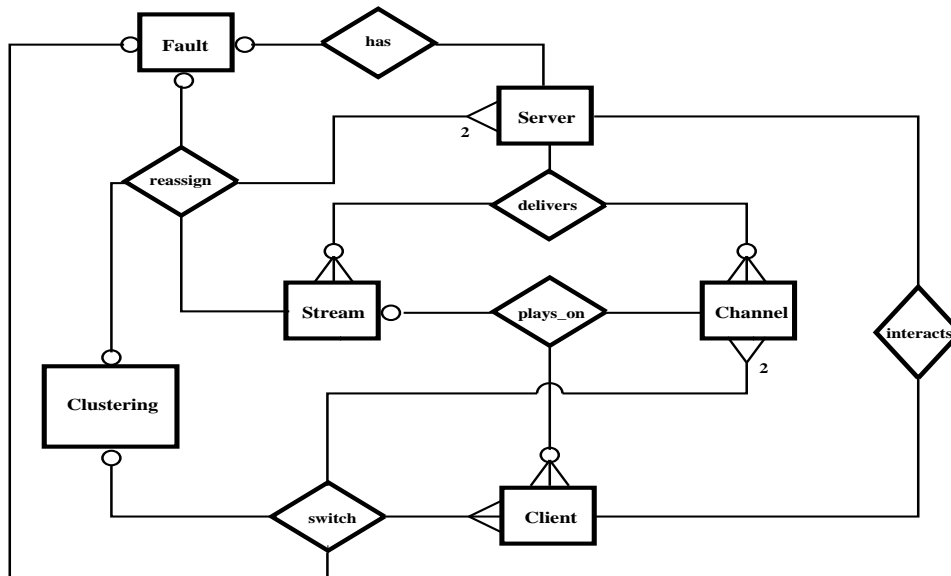 has
Fault
Server
2
reassign
delivers
Stream
plays_on
Channel
interacts
2
Clustering
switch
Client